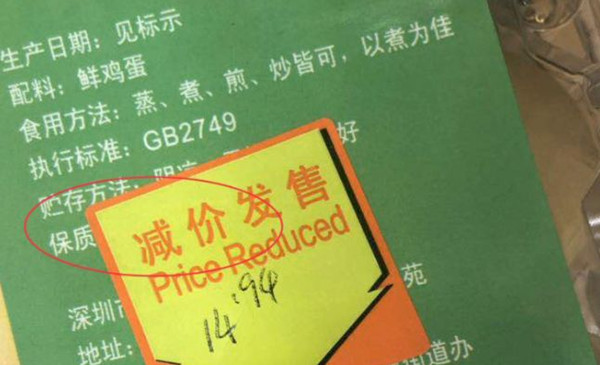 生产日期：见标示
配料：鲜鸡蛋
食用方法：蒸、煮、煎、炒皆可，以煮为佳
执行标准：GB2749
贮存方法：阴凉 好
保质
减价发售
Price Reduced
14.94
深圳市 苑
地址： 道办